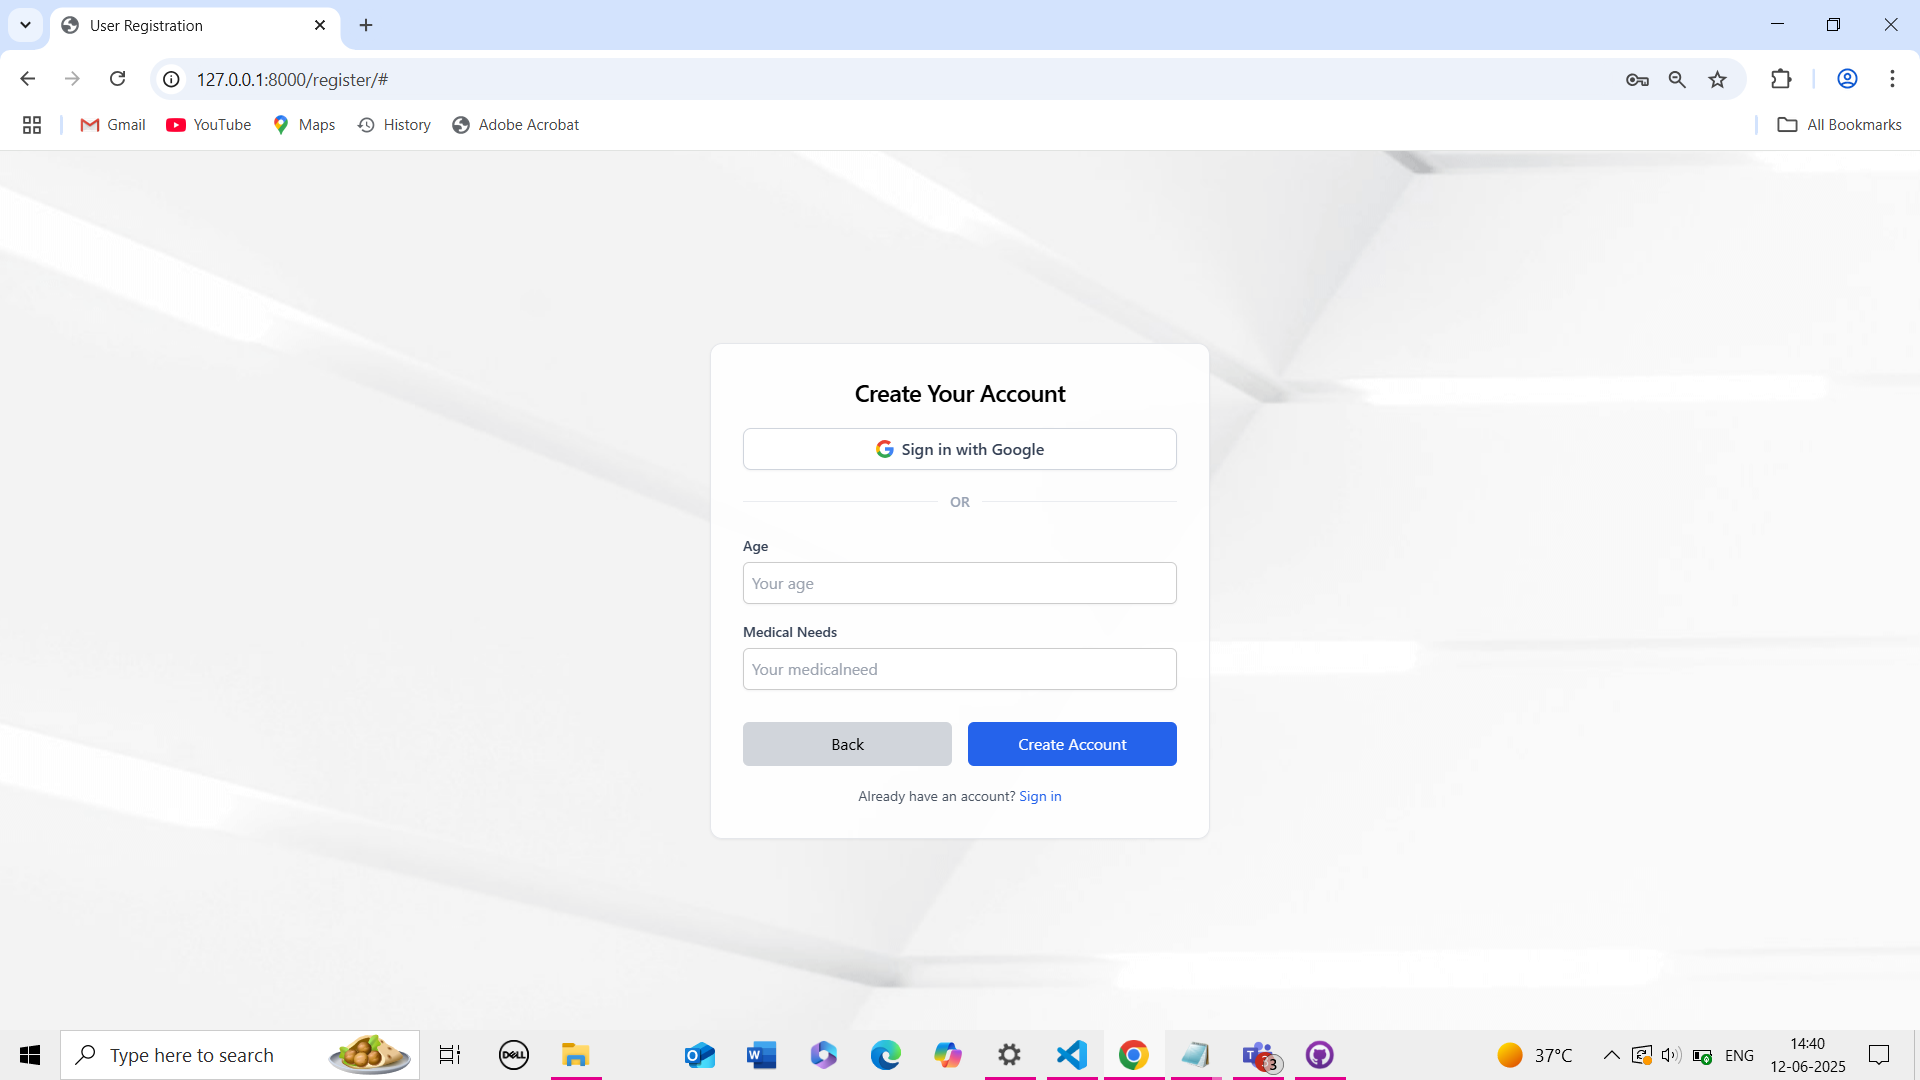 User Registration
127.0.0.1:8000/register/#
Gmail YouTube Maps History Adobe Acrobat All Bookmarks
Create Your Account
Sign in with Google
OR
Age
Your age
Medical Needs
Your medicalneed
Back Create Account
Already have an account? Sign in
Type here to search DELL 37°C ENG 14:40
12-06-2025